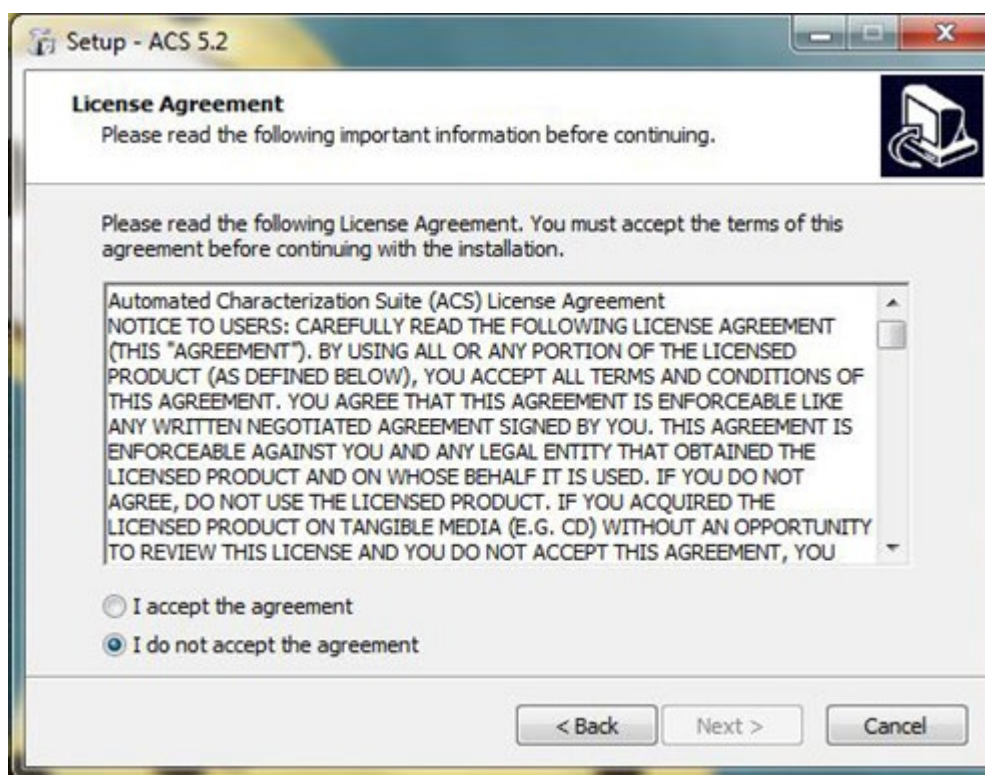 Setup - ACS 5.2
License Agreement
Please read the following important information before continuing.
Please read the following License Agreement. You must accept the terms of this
agreement before continuing with the installation.
Automated Characterization Suite (ACS) License Agreement
NOTICE TO USERS: CAREFULLY READ THE FOLLOWING LICENSE AGREEMENT
(THIS "AGREEMENT"). BY USING ALL OR ANY PORTION OF THE LICENSED
PRODUCT (AS DEFINED BELOW), YOU ACCEPT ALL TERMS AND CONDITIONS OF
THIS AGREEMENT. YOU AGREE THAT THIS AGREEMENT IS ENFORCEABLE LIKE
ANY WRITTEN NEGOTIATED AGREEMENT SIGNED BY YOU. THIS AGREEMENT IS
ENFORCEABLE AGAINST YOU AND ANY LEGAL ENTITY THAT OBTAINED THE
LICENSED PRODUCT AND ON WHOSE BEHALF IT IS USED. IF YOU DO NOT
AGREE, DO NOT USE THE LICENSED PRODUCT. IF YOU ACQUIRED THE
LICENSED PRODUCT ON TANGIBLE MEDIA (E.G. CD) WITHOUT AN OPPORTUNITY
TO REVIEW THIS LICENSE AND YOU DO NOT ACCEPT THIS AGREEMENT, YOU
I accept the agreement
I do not accept the agreement
< Back
Next >
Cancel